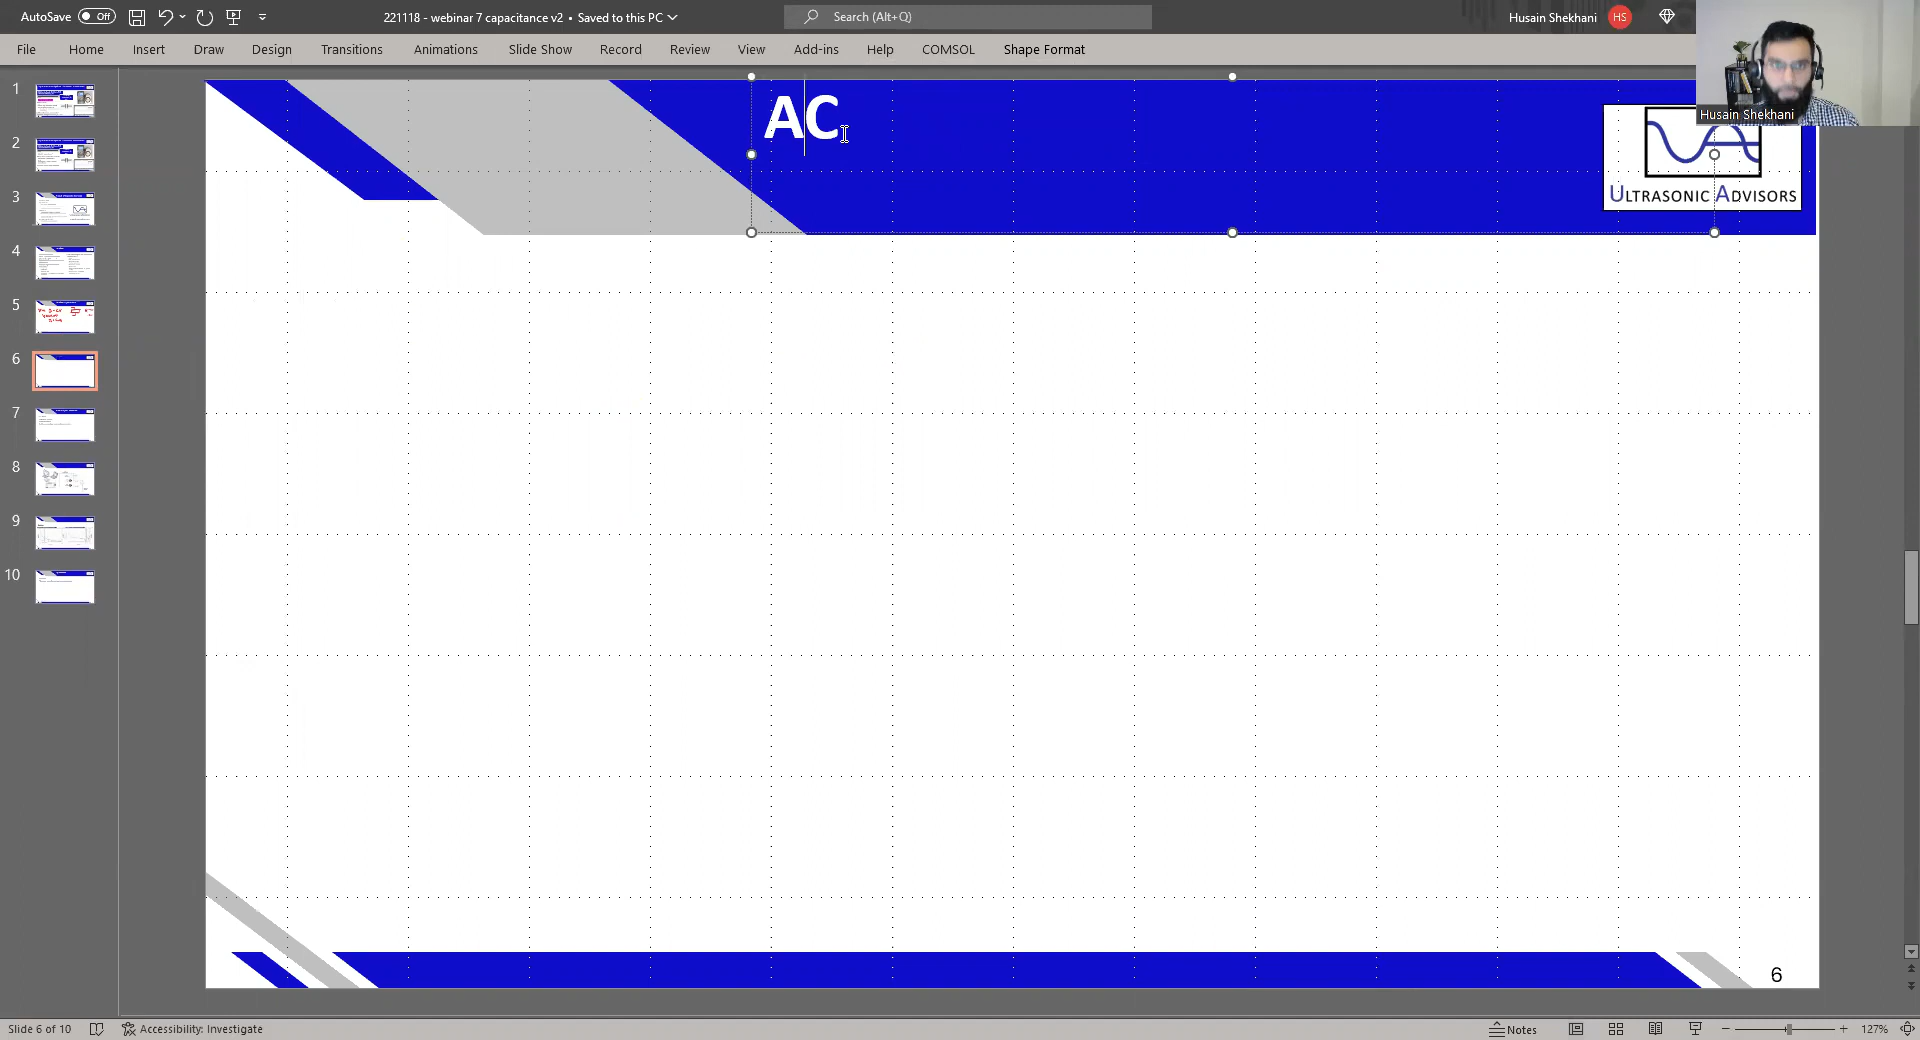 AutoSave Off
221118 - webinar 7 capacitance v2 • Saved to this PC
Search (Alt+Q)
Husain Shekhani HS
File Home Insert Draw Design Transitions Animations Slide Show Record Review View Add-ins Help COMSOL Shape Format
Husain Shekhani
1
2
3
4
5
6
7
8
9
10
AC
ULTRASONIC ADVISORS
6
Slide 6 of 10 Accessibility: Investigate Notes 127%